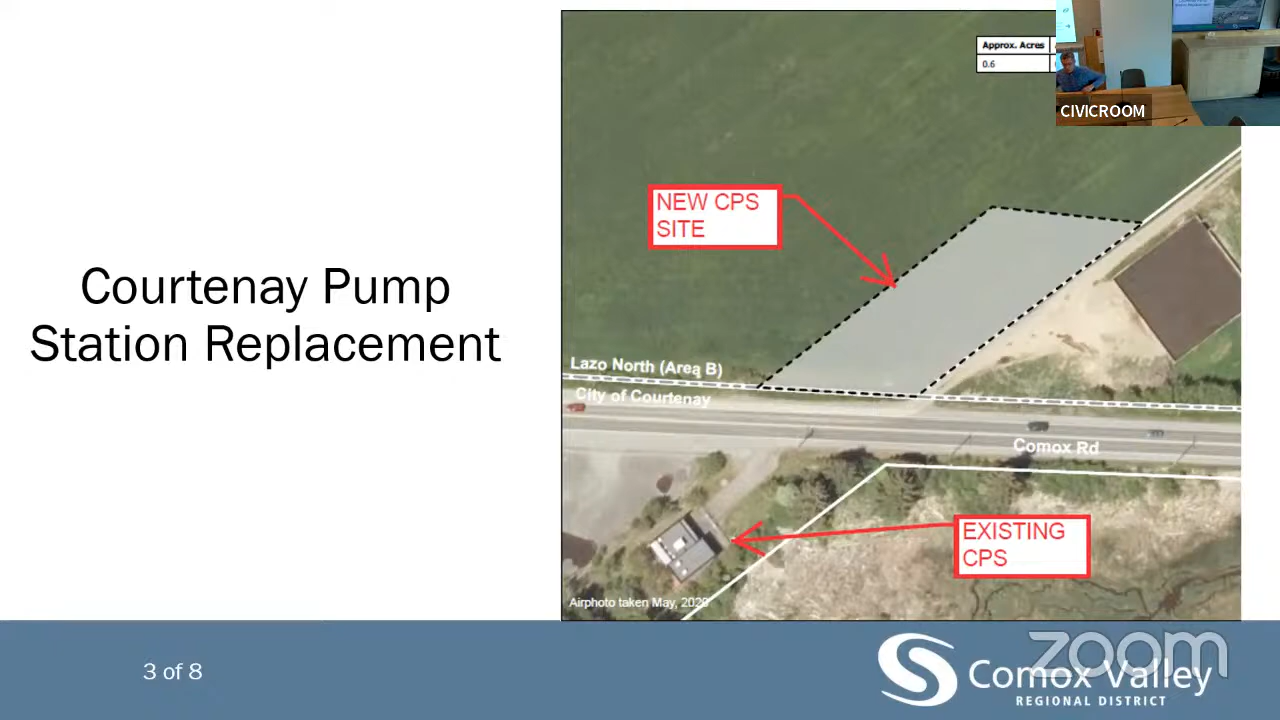 Courtenay Pump
Station Replacement
Approx. Acres
0.6
CIVICROOM
NEW CPS
SITE
Lazo North (Area B)
City of Courtenay
Comox Rd
EXISTING
CPS
Airphoto taken May, 2020
3 of 8
zoom
Comox Valley
REGIONAL DISTRICT